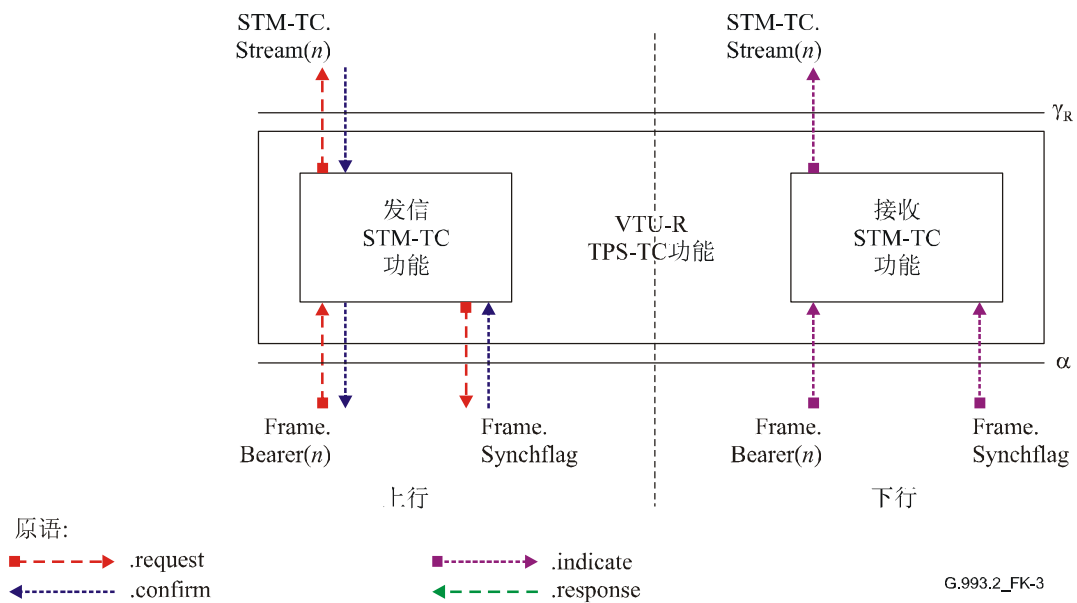 STM-TC.
Stream(n)
STM-TC.
Stream(n)
γR
发信
STM-TC
功能
VTU-R
TPS-TC功能
接收
STM-TC
功能
α
Frame.
Bearer(n)
Frame.
Synchflag
Frame.
Bearer(n)
Frame.
Synchflag
上行
下行
原语:
.request
.indicate
.confirm
.response
G.993.2_FK-3